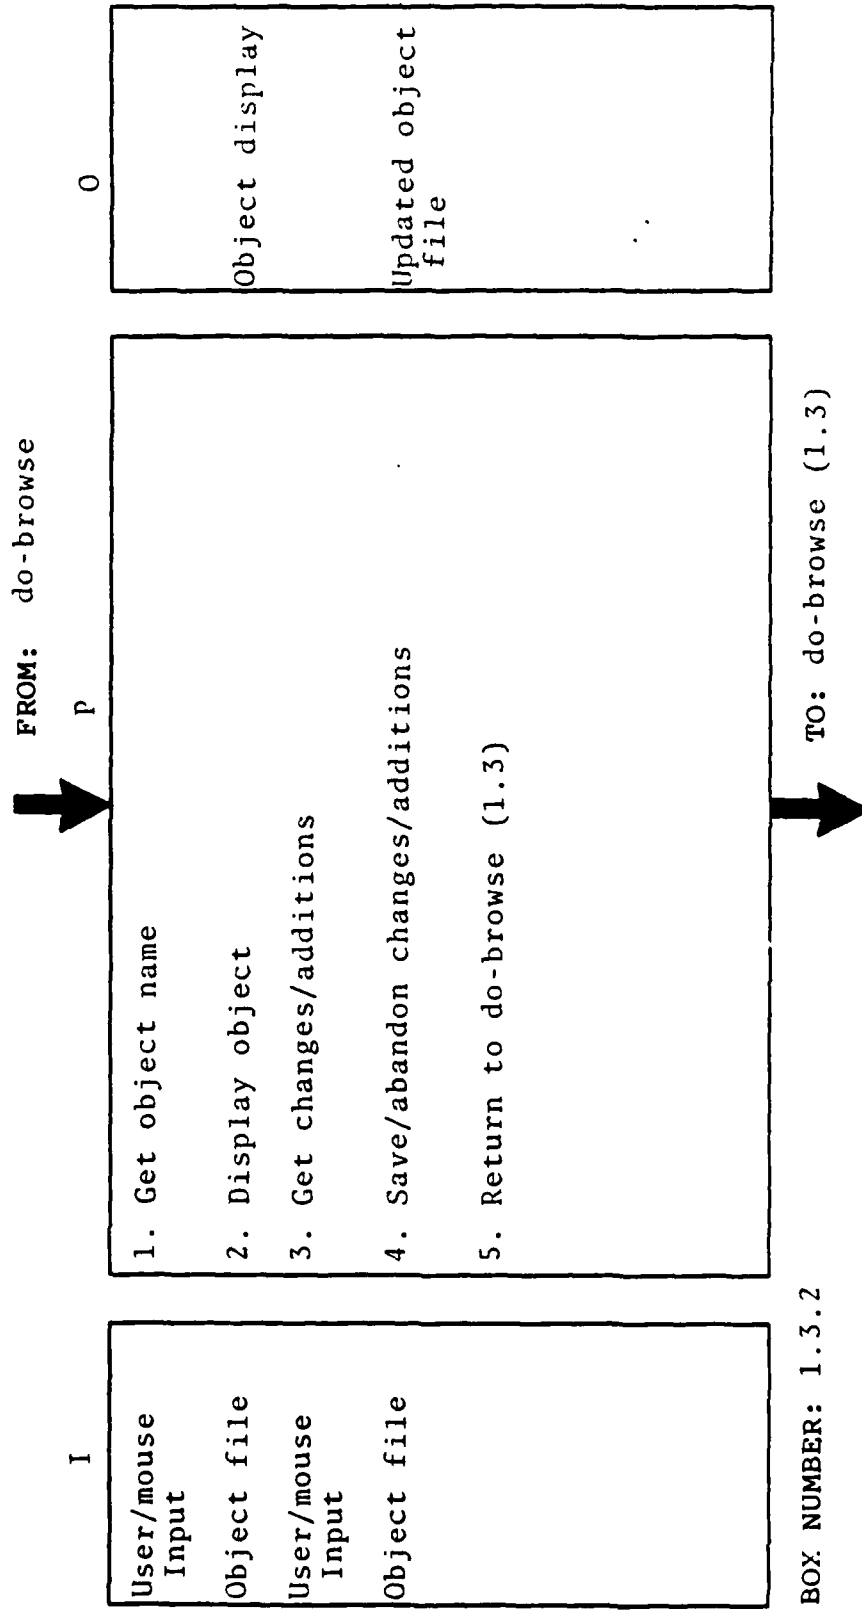 FROM: do-browse
I
P
O
User/mouse
Input
Object file
User/mouse
Input
Object file
1. Get object name
2. Display object
3. Get changes/additions
4. Save/abandon changes/additions
5. Return to do-browse (1.3)
Object display
Updated object
file
BOX NUMBER: 1.3.2
TO: do-browse (1.3)